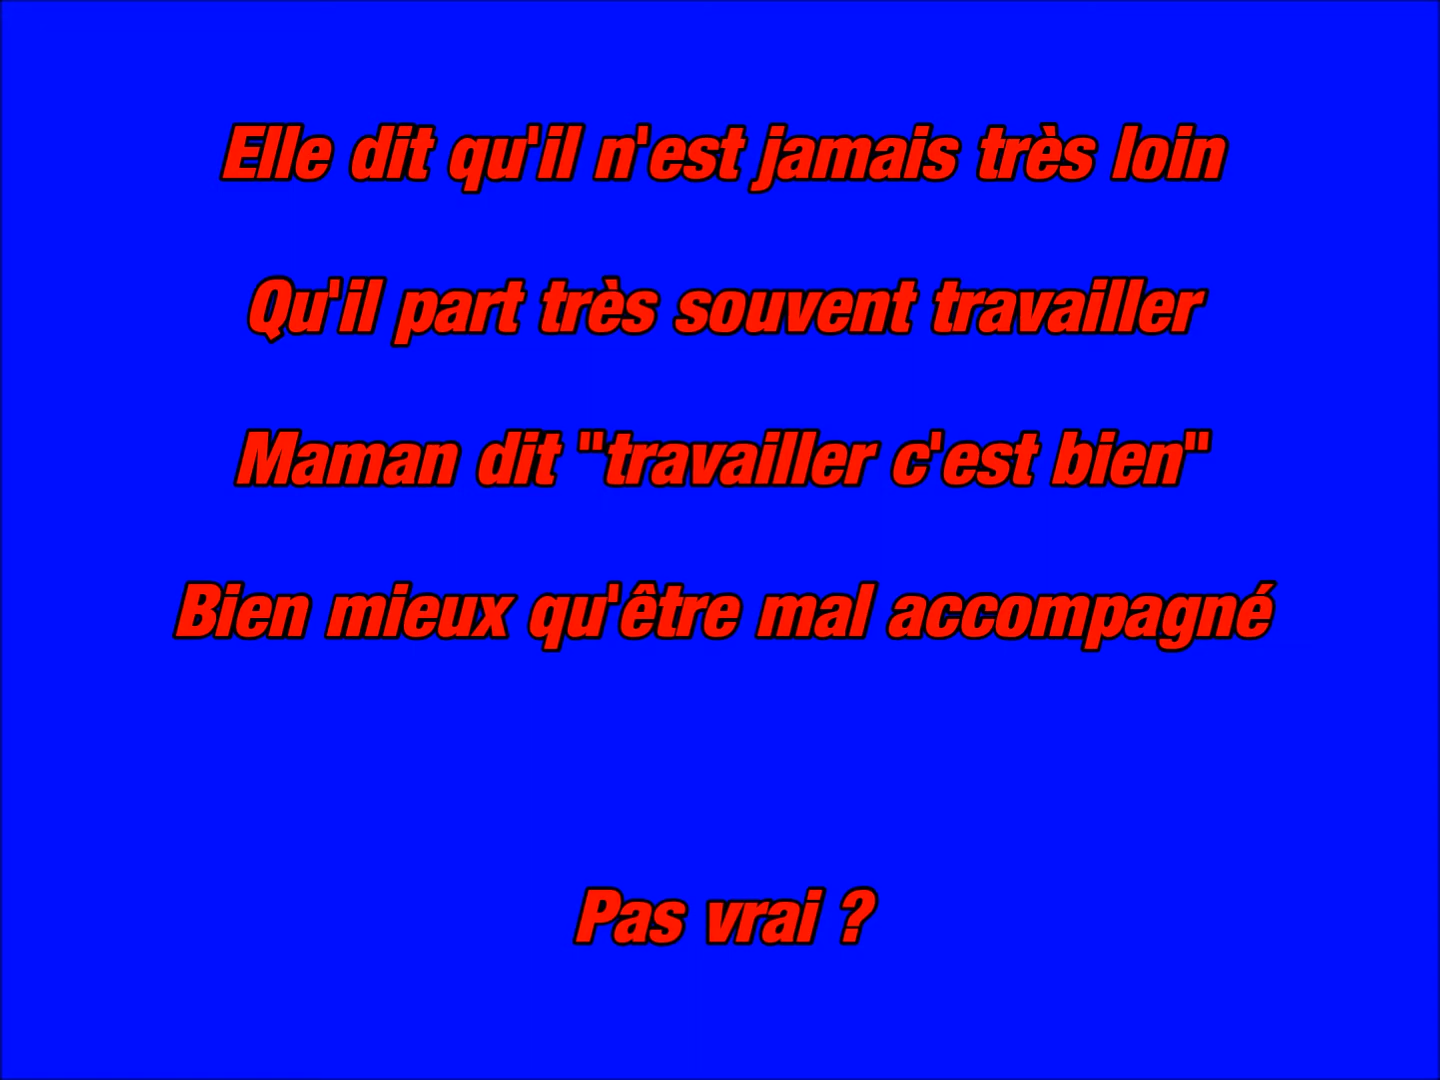 Elle dit qu'il n'est jamais très loin
Qu'il part très souvent travailler
Maman dit "travailler c'est bien"
Bien mieux qu'être mal accompagné
Pas vrai ?